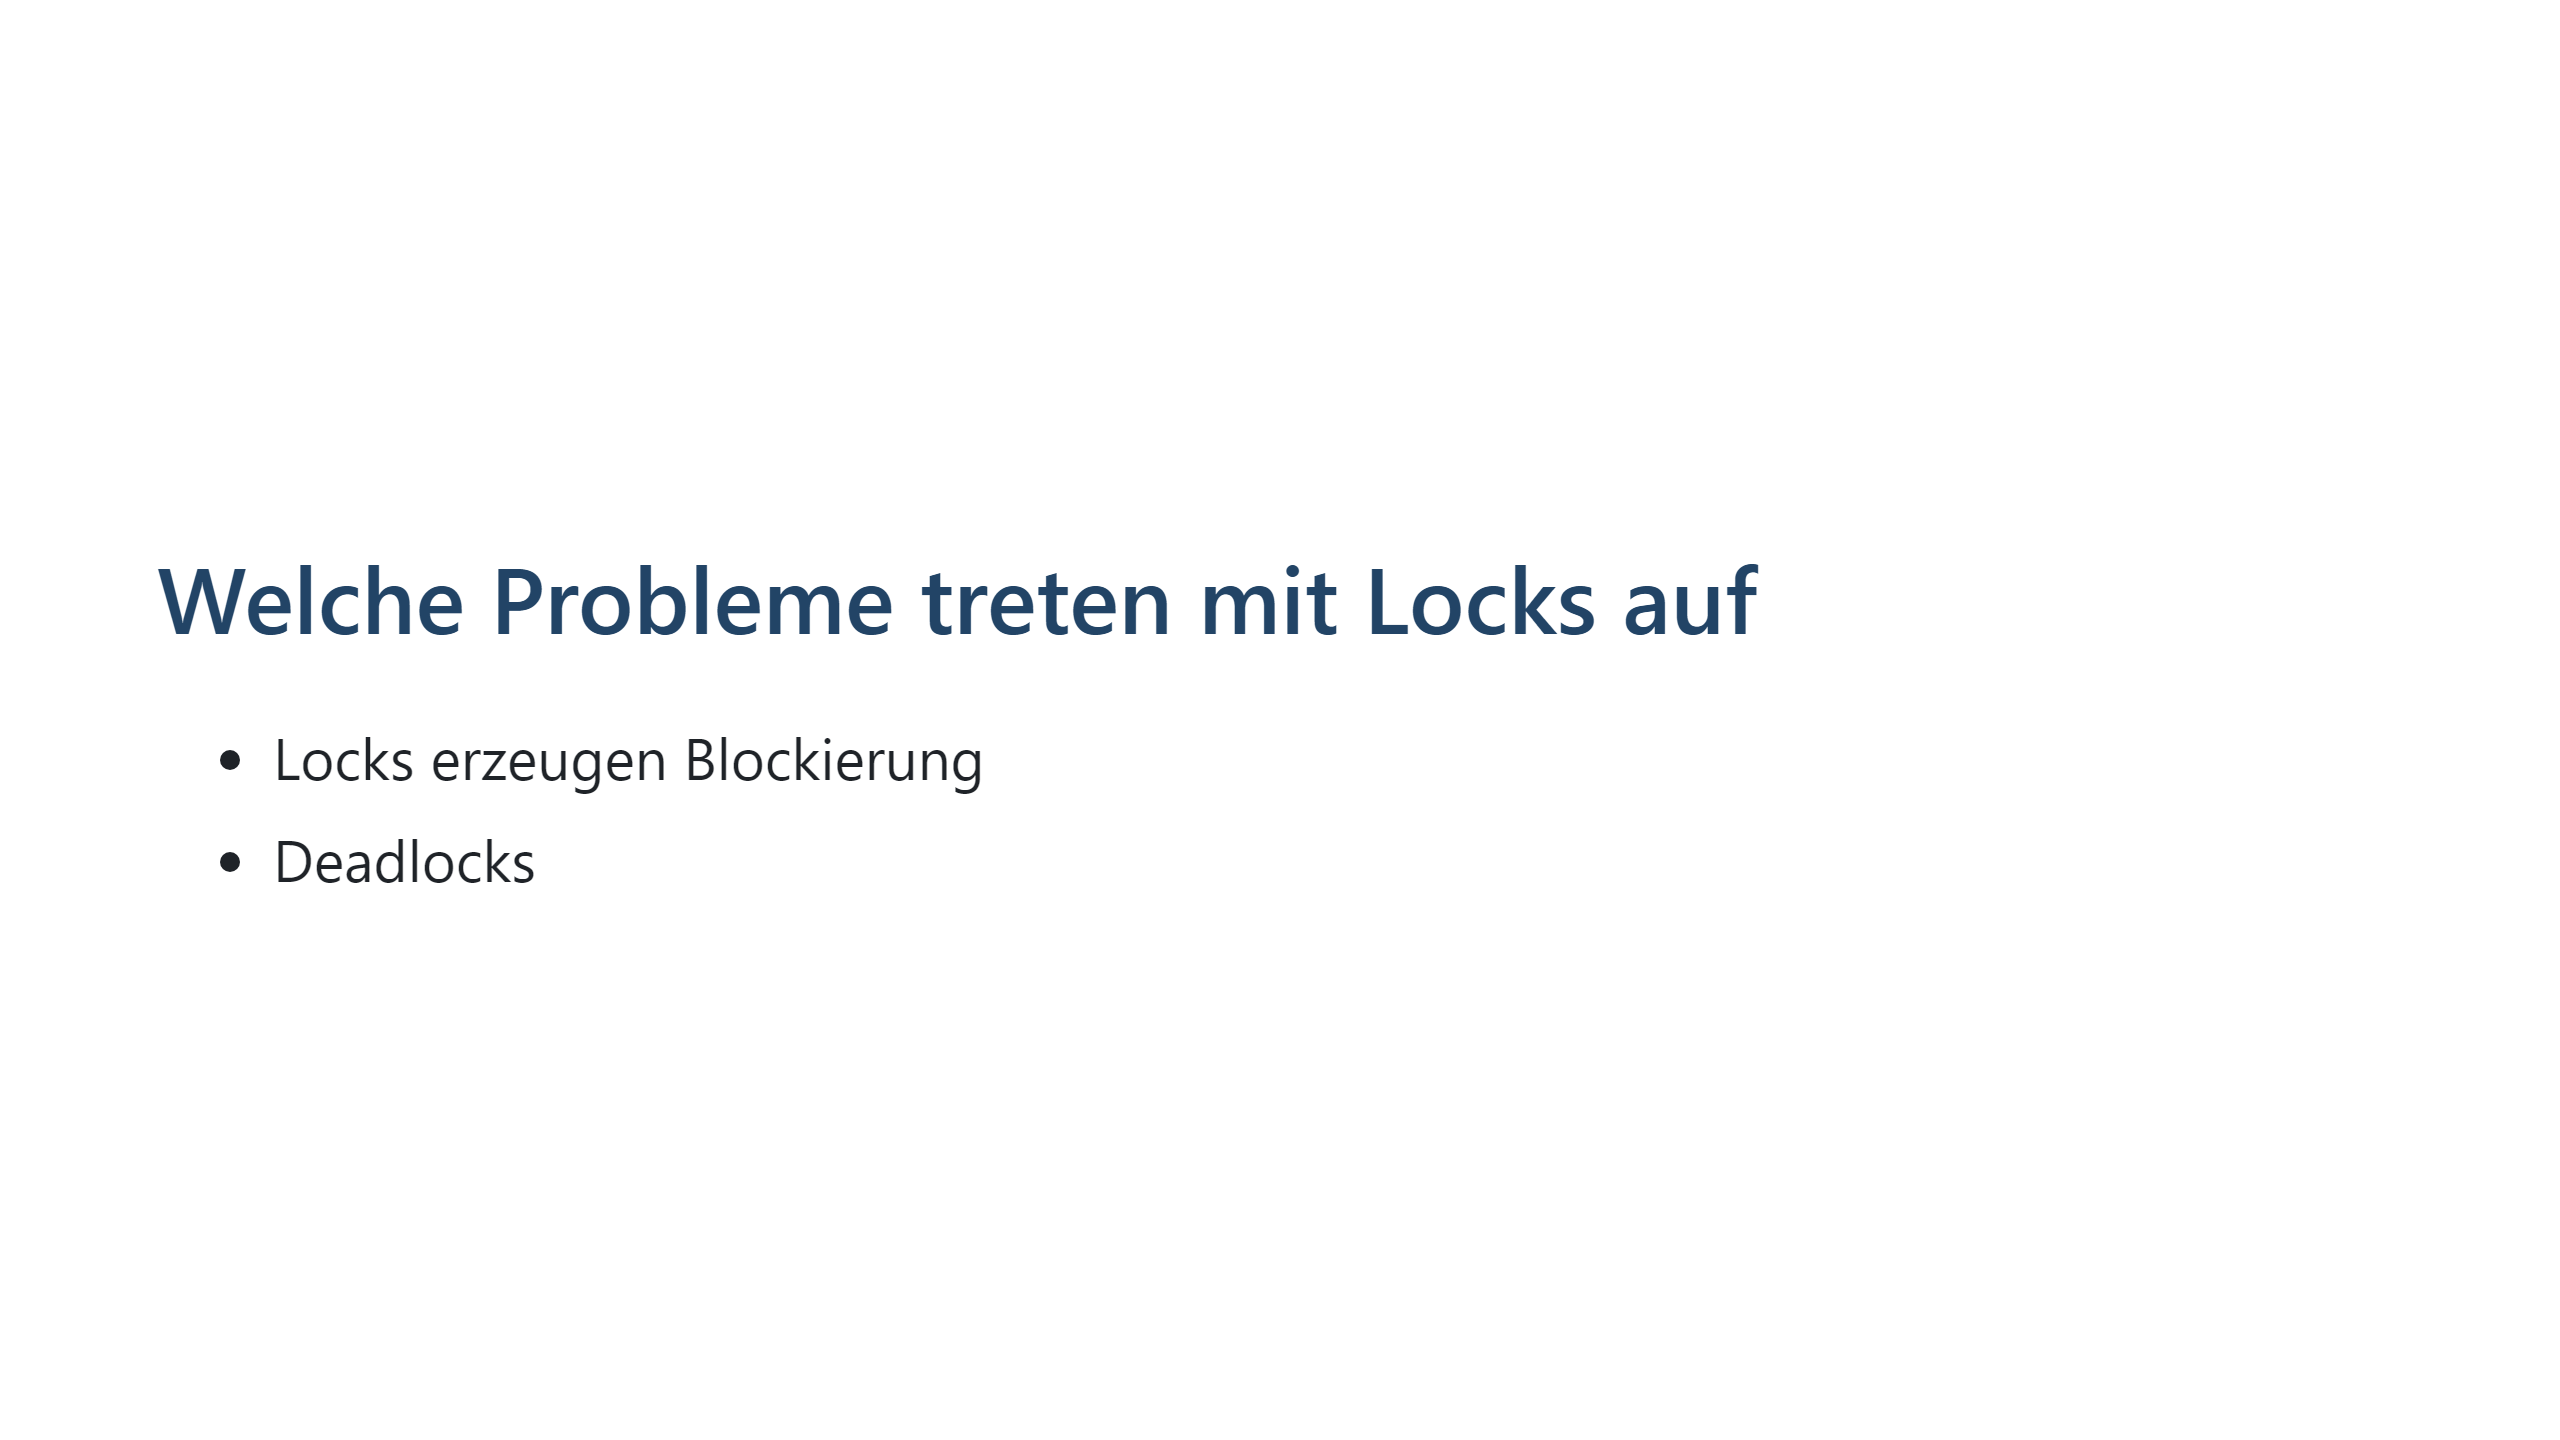 Welche Probleme treten mit Locks auf
Locks erzeugen Blockierung
Deadlocks